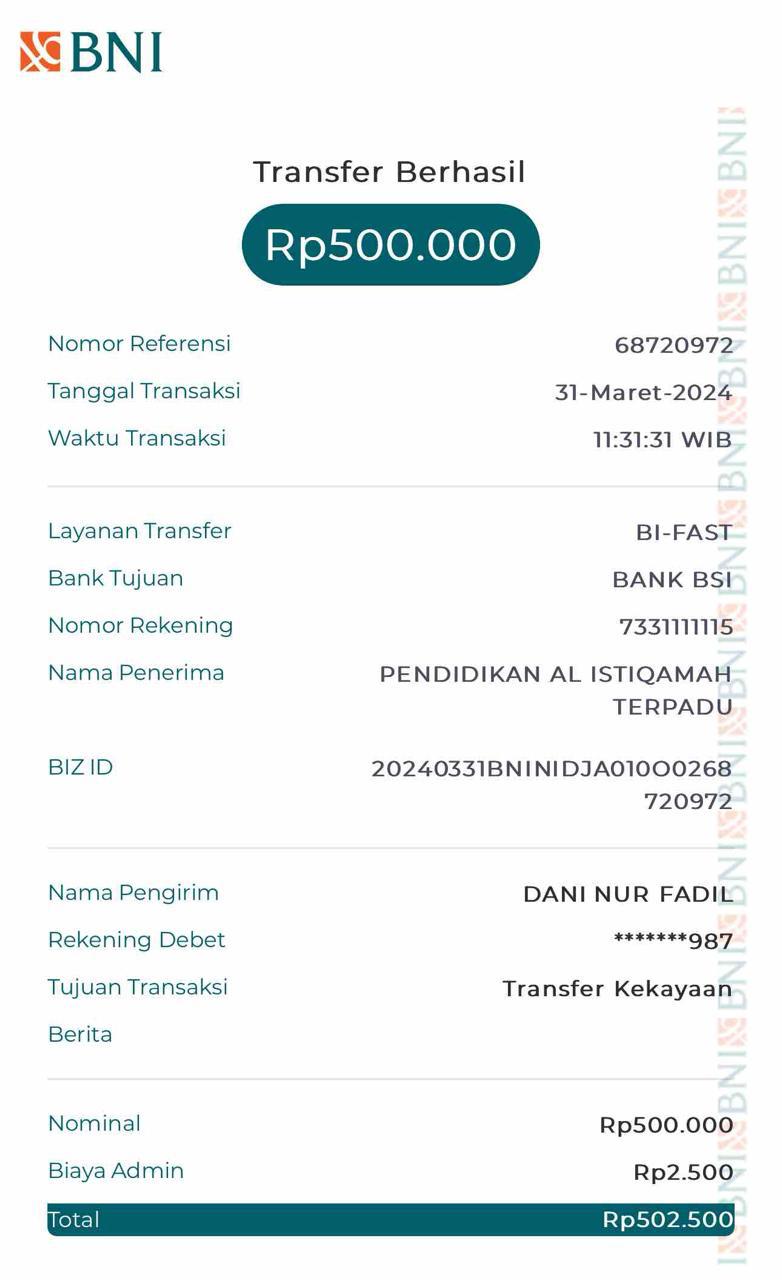 BNI
Transfer Berhasil
Rp500.000
Nomor Referensi 68720972
Tanggal Transaksi 31-Maret-2024
Waktu Transaksi 11:31:31 WIB
Layanan Transfer BI-FAST
Bank Tujuan BANK BSI
Nomor Rekening 7331111115
Nama Penerima PENDIDIKAN AL ISTIQAMAH
TERPADU
BIZ ID 20240331BNINIDJA010O0268
720972
Nama Pengirim DANI NUR FADIL
Rekening Debet *******987
Tujuan Transaksi Transfer Kekayaan
Berita
Nominal Rp500.000
Biaya Admin Rp2.500
Total Rp502.500
BNI BNI BNI BNI BNI BNI BNI BNI BNI BNI